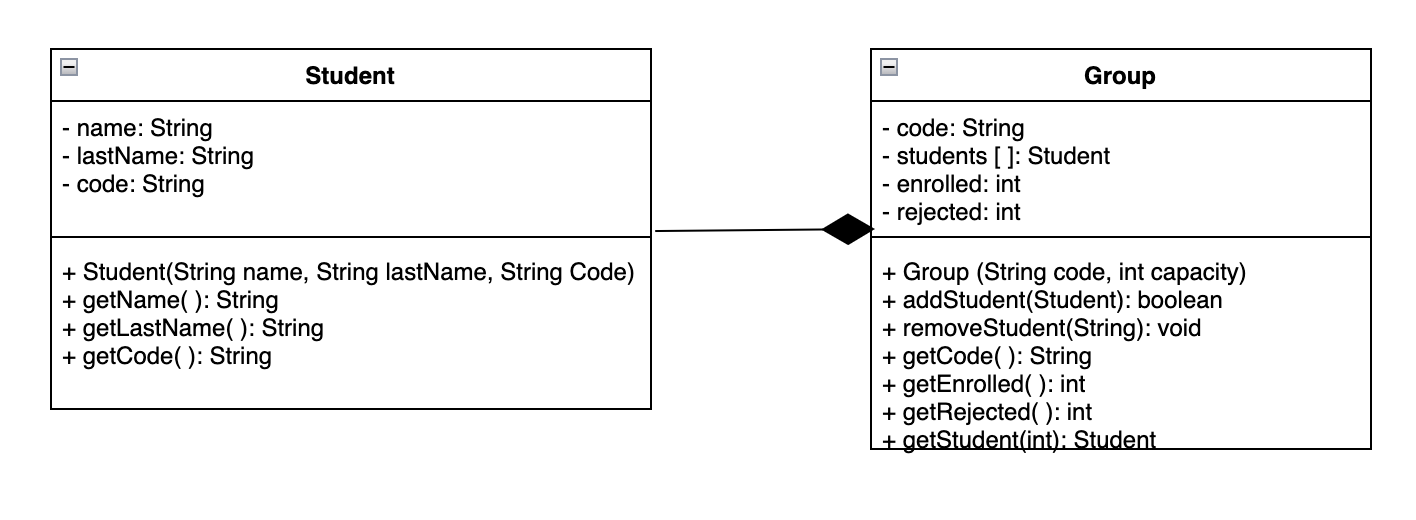 Student
- name: String
- lastName: String
- code: String
+ Student(String name, String lastName, String Code)
+ getName( ): String
+ getLastName( ): String
+ getCode( ): String
Group
- code: String
- students [ ]: Student
- enrolled: int
- rejected: int
+ Group (String code, int capacity)
+ addStudent(Student): boolean
+ removeStudent(String): void
+ getCode( ): String
+ getEnrolled( ): int
+ getRejected( ): int
+ getStudent(int): Student